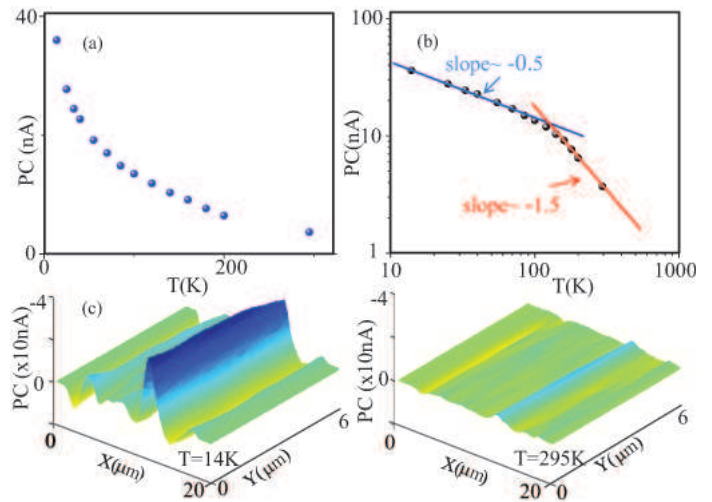 40
(a)
PC (nA)
0
0
200
T(K)
100
(b)
slope~ -0.5
PC(nA)
10
slope~ -1.5
1
10
100
1000
T(K)
-4
(c)
PC (x10nA)
0
0
X(μm)
20
T=14K
0
Y(μm)
6
-4
PC (x10nA)
0
0
X(μm)
20
T=295K
0
Y(μm)
6